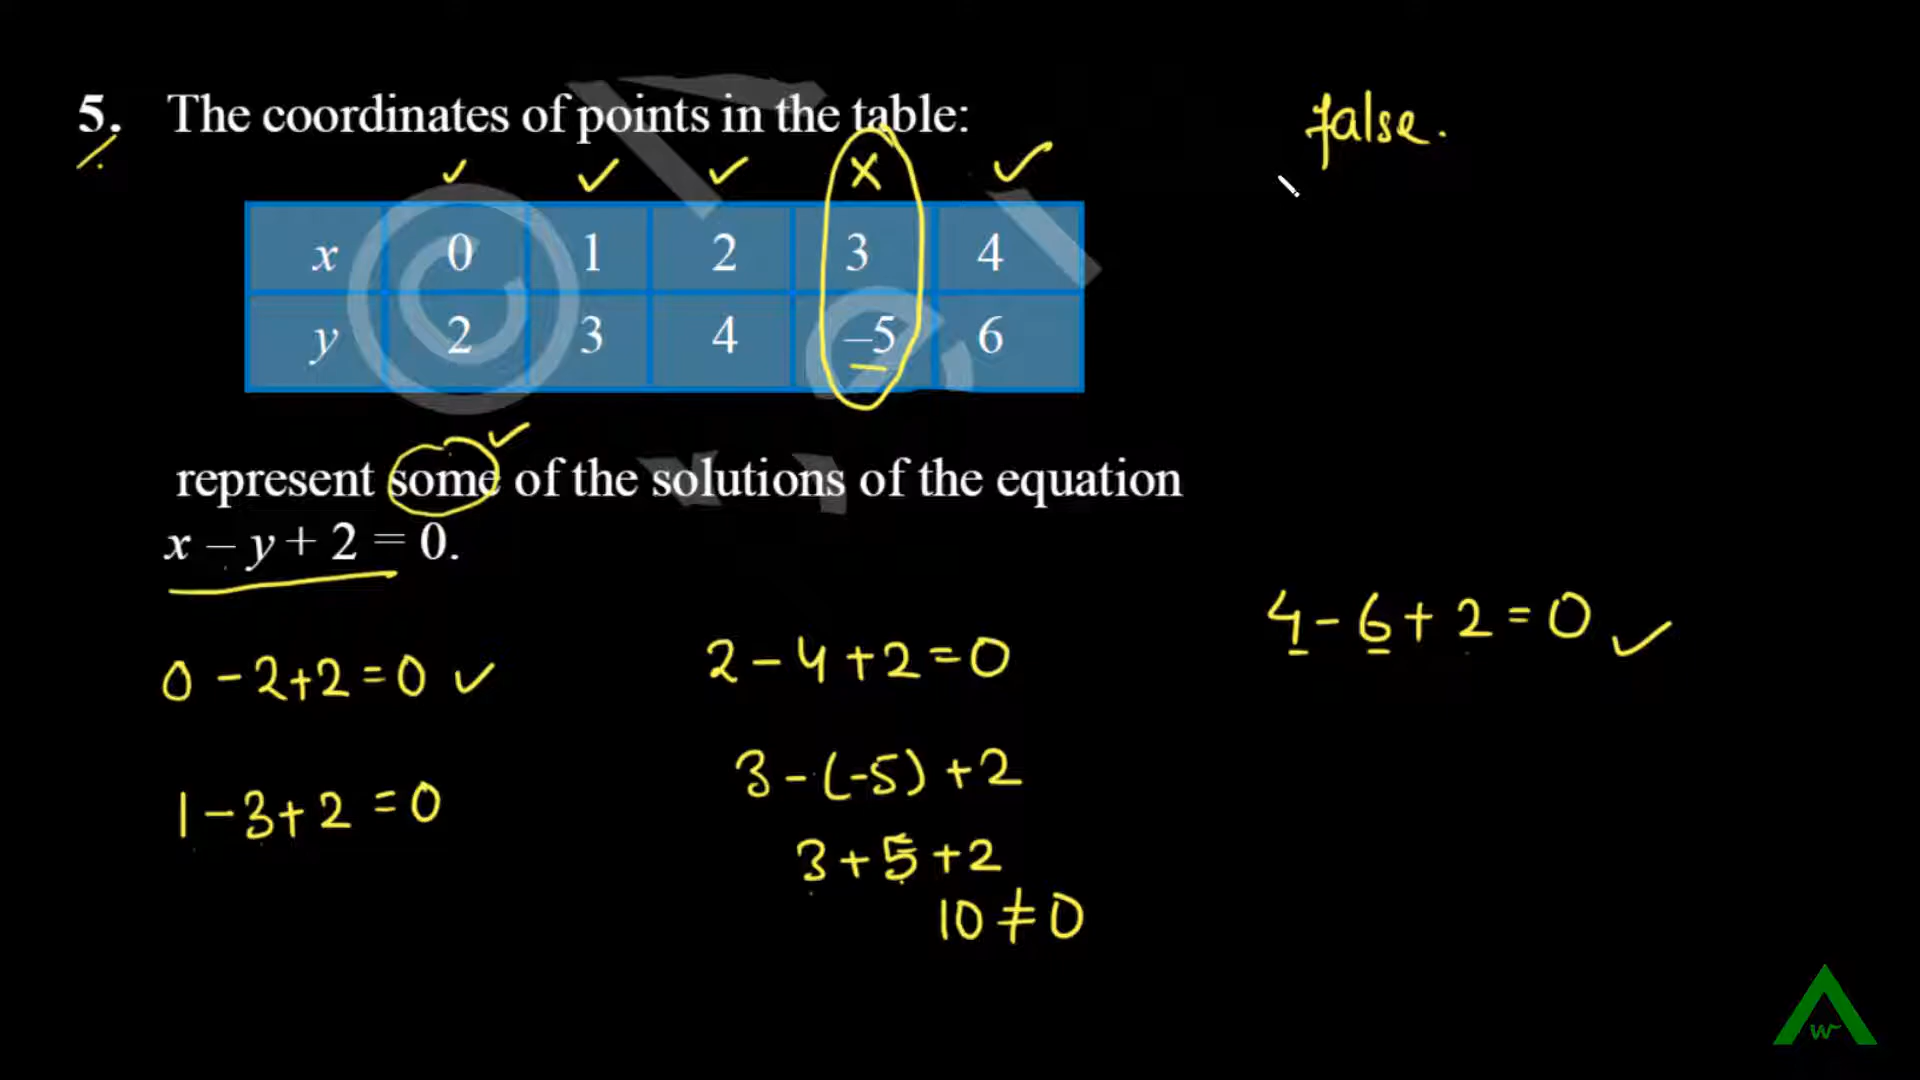 5. The coordinates of points in the table:
false.
✓ ✓ ✓ x ✓
x 0 1 2 3 4
y 2 3 4 –5 6
represent some of the solutions of the equation
x – y + 2 = 0.
0 - 2 + 2 = 0 ✓
1 - 3 + 2 = 0
2 - 4 + 2 = 0
3 - (-5) + 2
3 + 5 + 2
10 ≠ 0
4 - 6 + 2 = 0 ✓
W